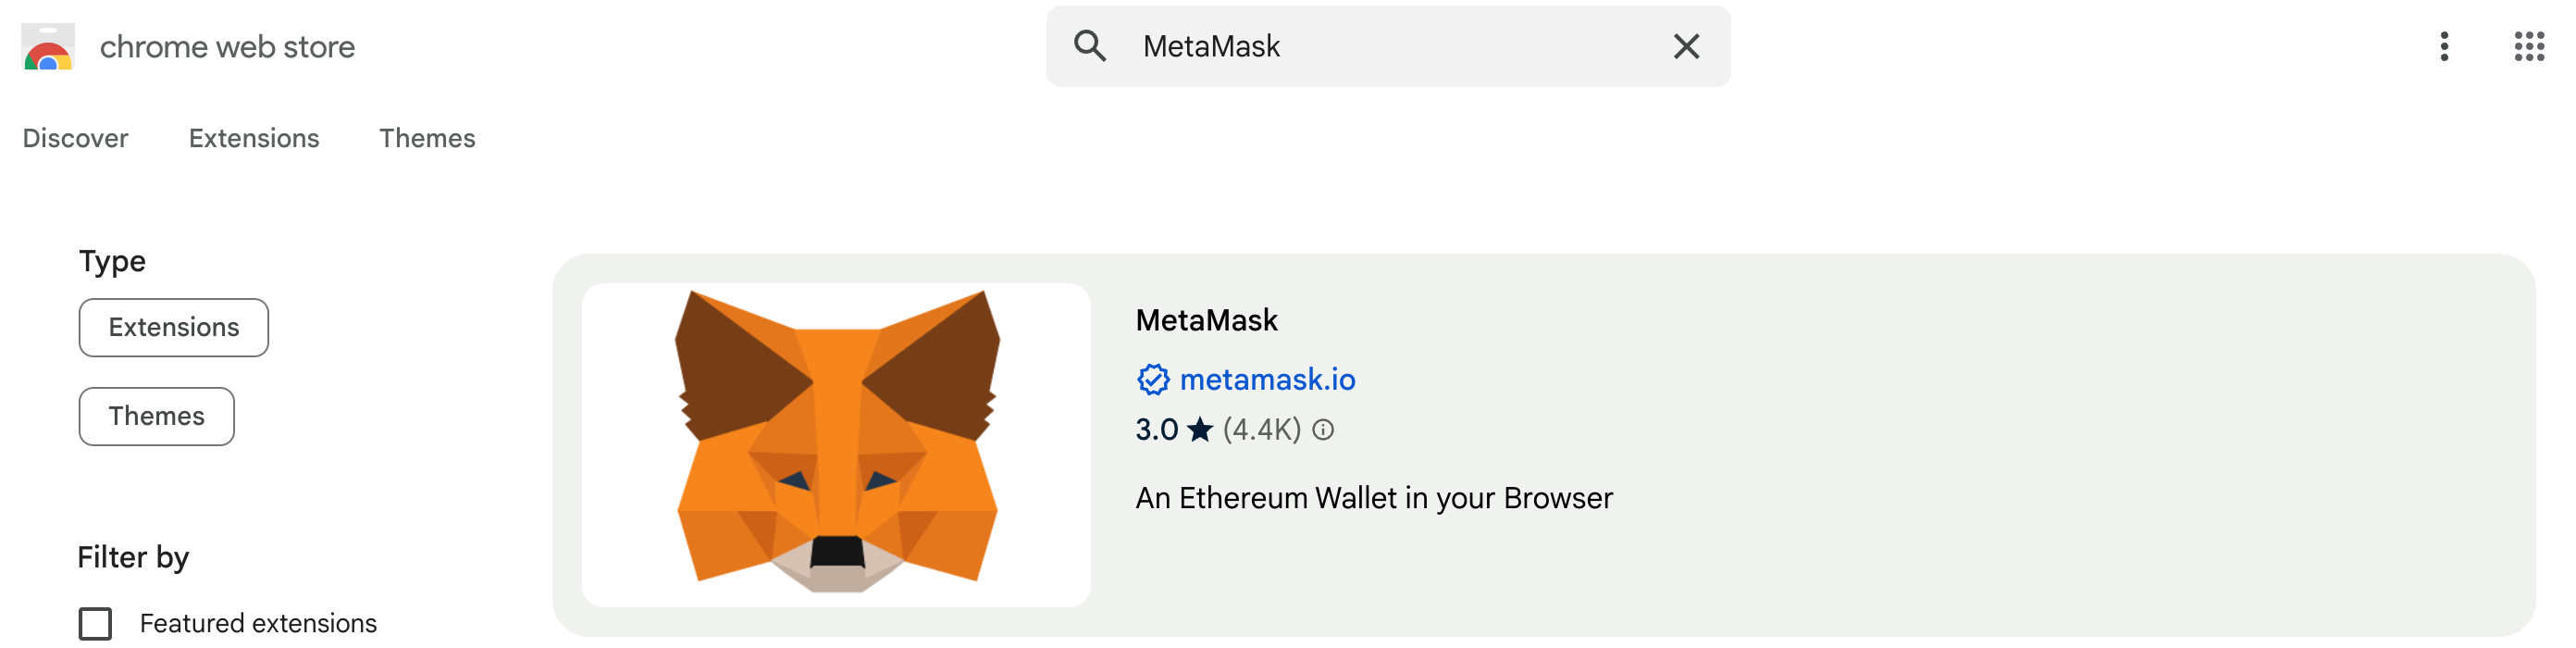 chrome web store
MetaMask
Discover Extensions Themes
Type
Extensions
Themes
Filter by
Featured extensions
MetaMask
metamask.io
3.0 ★ (4.4K)
An Ethereum Wallet in your Browser